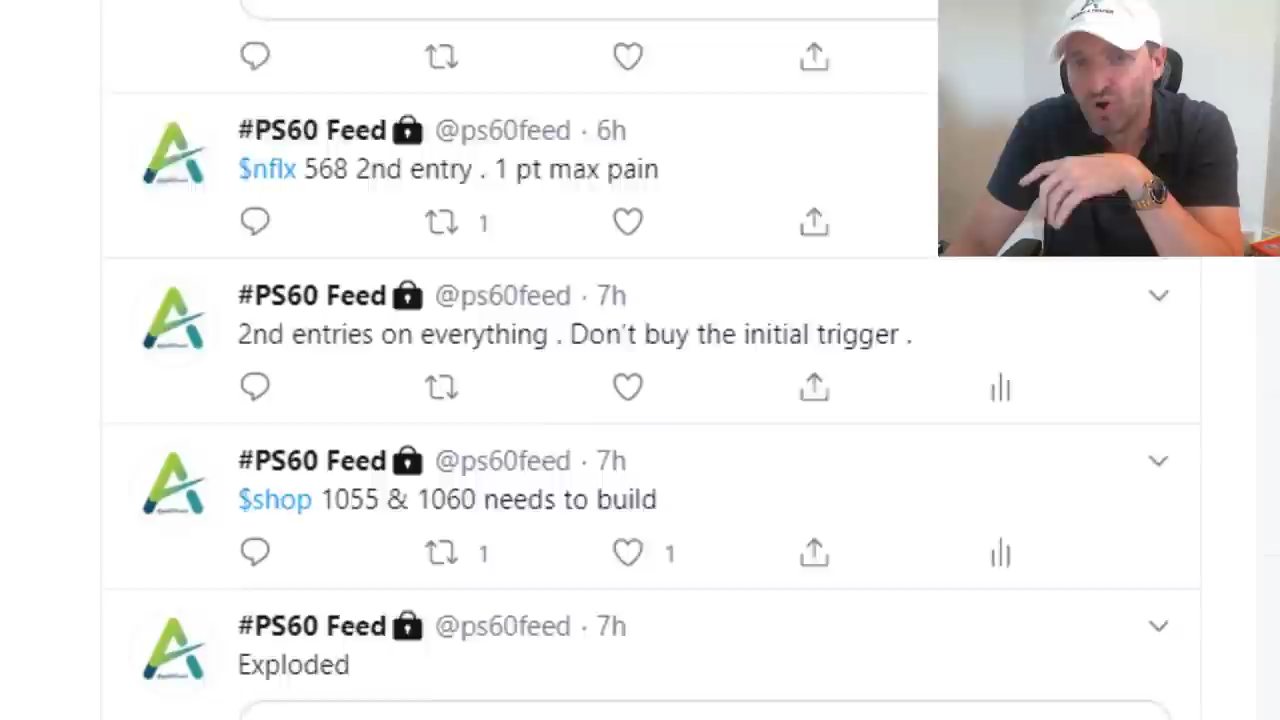 #PS60 Feed @ps60feed · 6h
$nflx 568 2nd entry . 1 pt max pain
1
#PS60 Feed @ps60feed · 7h
2nd entries on everything . Don't buy the initial trigger .
#PS60 Feed @ps60feed · 7h
$shop 1055 & 1060 needs to build
1 1
#PS60 Feed @ps60feed · 7h
Exploded